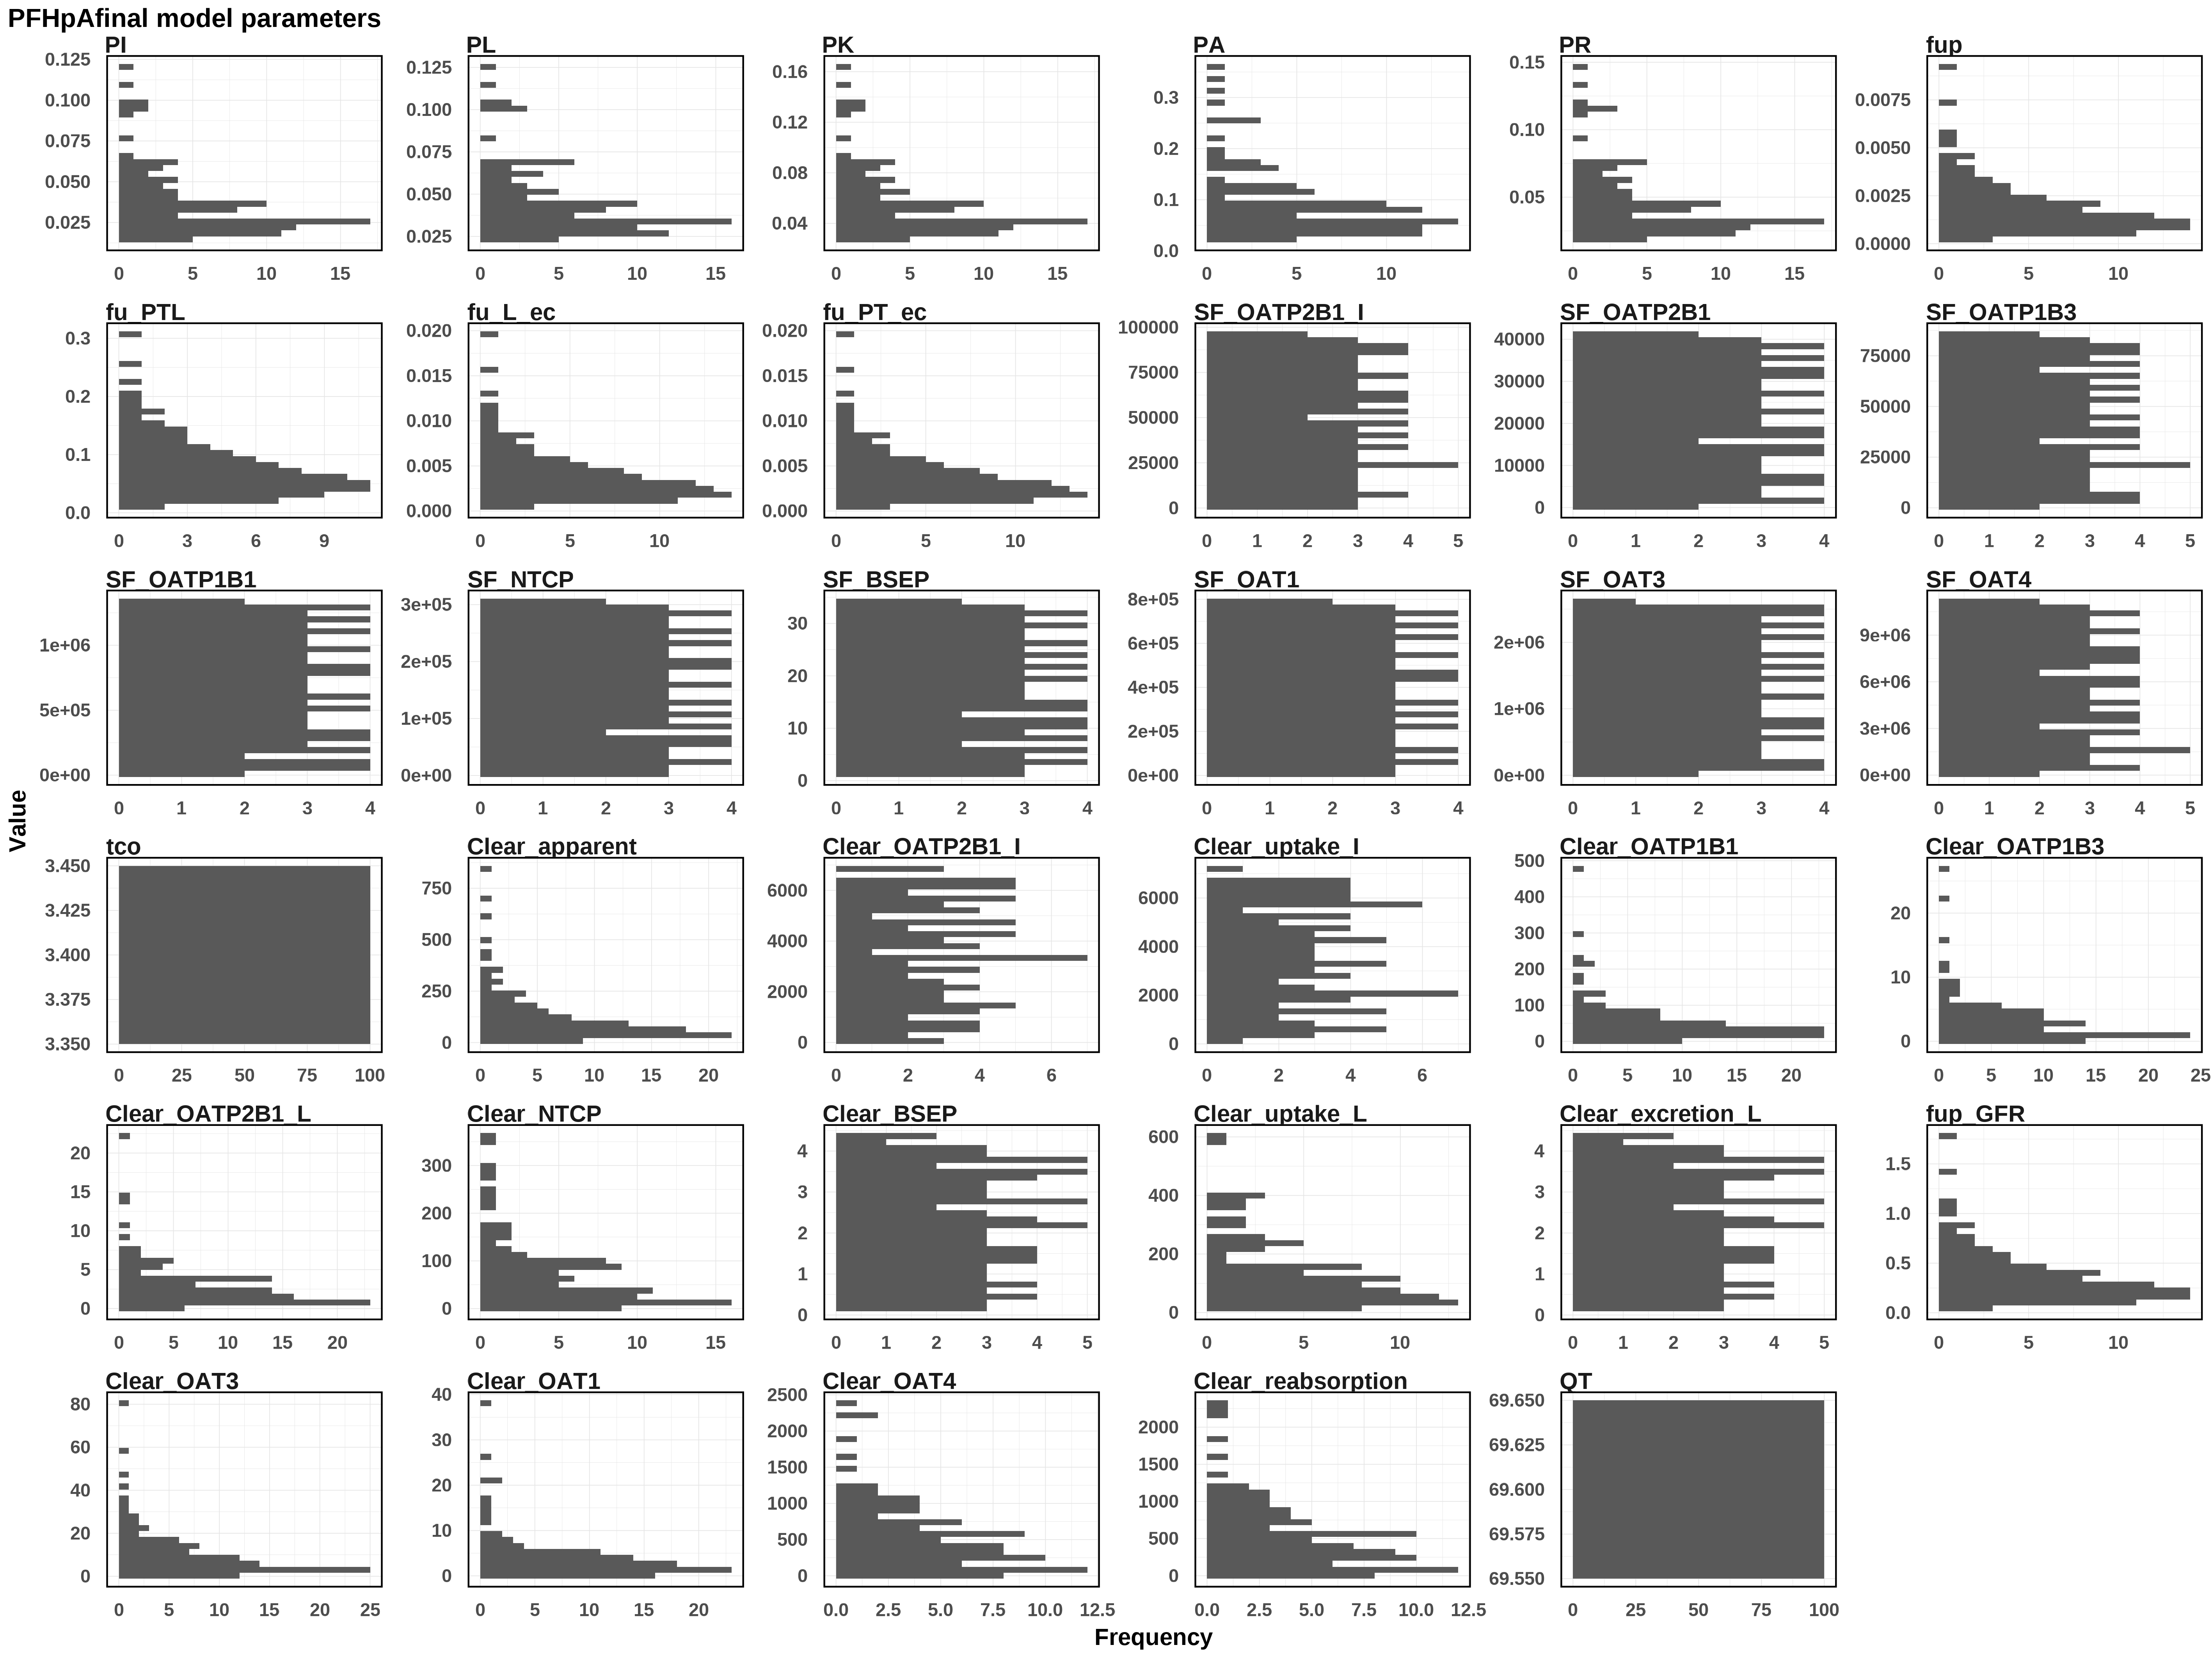 PFHpAfinal model parameters
PI PL PK PA PR fup
0.125 0.100 0.075 0.050 0.025
0 5 10 15
0.125 0.100 0.075 0.050 0.025
0 5 10 15
0.16 0.12 0.08 0.04
0 5 10 15
0.3 0.2 0.1 0.0
0 5 10
0.15 0.10 0.05
0 5 10 15
0.0075 0.0050 0.0025 0.0000
0 5 10
fu_PTL fu_L_ec fu_PT_ec SF_OATP2B1_I SF_OATP2B1 SF_OATP1B3
0.3 0.2 0.1 0.0
0 3 6 9
0.020 0.015 0.010 0.005 0.000
0 5 10
0.020 0.015 0.010 0.005 0.000
0 5 10
100000 75000 50000 25000 0
0 1 2 3 4 5
40000 30000 20000 10000 0
0 1 2 3 4
75000 50000 25000 0
0 1 2 3 4 5
SF_OATP1B1 SF_NTCP SF_BSEP SF_OAT1 SF_OAT3 SF_OAT4
1e+06 5e+05 0e+00
0 1 2 3 4
3e+05 2e+05 1e+05 0e+00
0 1 2 3 4
30 20 10 0
0 1 2 3 4
8e+05 6e+05 4e+05 2e+05 0e+00
0 1 2 3 4
2e+06 1e+06 0e+00
0 1 2 3 4
9e+06 6e+06 3e+06 0e+00
0 1 2 3 4 5
Value
tco Clear_apparent Clear_OATP2B1_I Clear_uptake_I Clear_OATP1B1 Clear_OATP1B3
3.450 3.425 3.400 3.375 3.350
0 25 50 75 100
750 500 250 0
0 5 10 15 20
6000 4000 2000 0
0 2 4 6
6000 4000 2000 0
0 2 4 6
500 400 300 200 100 0
0 5 10 15 20
20 10 0
0 5 10 15 20 25
Clear_OATP2B1_L Clear_NTCP Clear_BSEP Clear_uptake_L Clear_excretion_L fup_GFR
20 15 10 5 0
0 5 10 15 20
300 200 100 0
0 5 10 15
4 3 2 1 0
0 1 2 3 4 5
600 400 200 0
0 5 10
4 3 2 1 0
0 1 2 3 4 5
1.5 1.0 0.5 0.0
0 5 10
Clear_OAT3 Clear_OAT1 Clear_OAT4 Clear_reabsorption QT
80 60 40 20 0
0 5 10 15 20 25
40 30 20 10 0
0 5 10 15 20
2500 2000 1500 1000 500 0
0.0 2.5 5.0 7.5 10.0 12.5
2000 1500 1000 500 0
0.0 2.5 5.0 7.5 10.0 12.5
69.650 69.625 69.600 69.575 69.550
0 25 50 75 100
Frequency